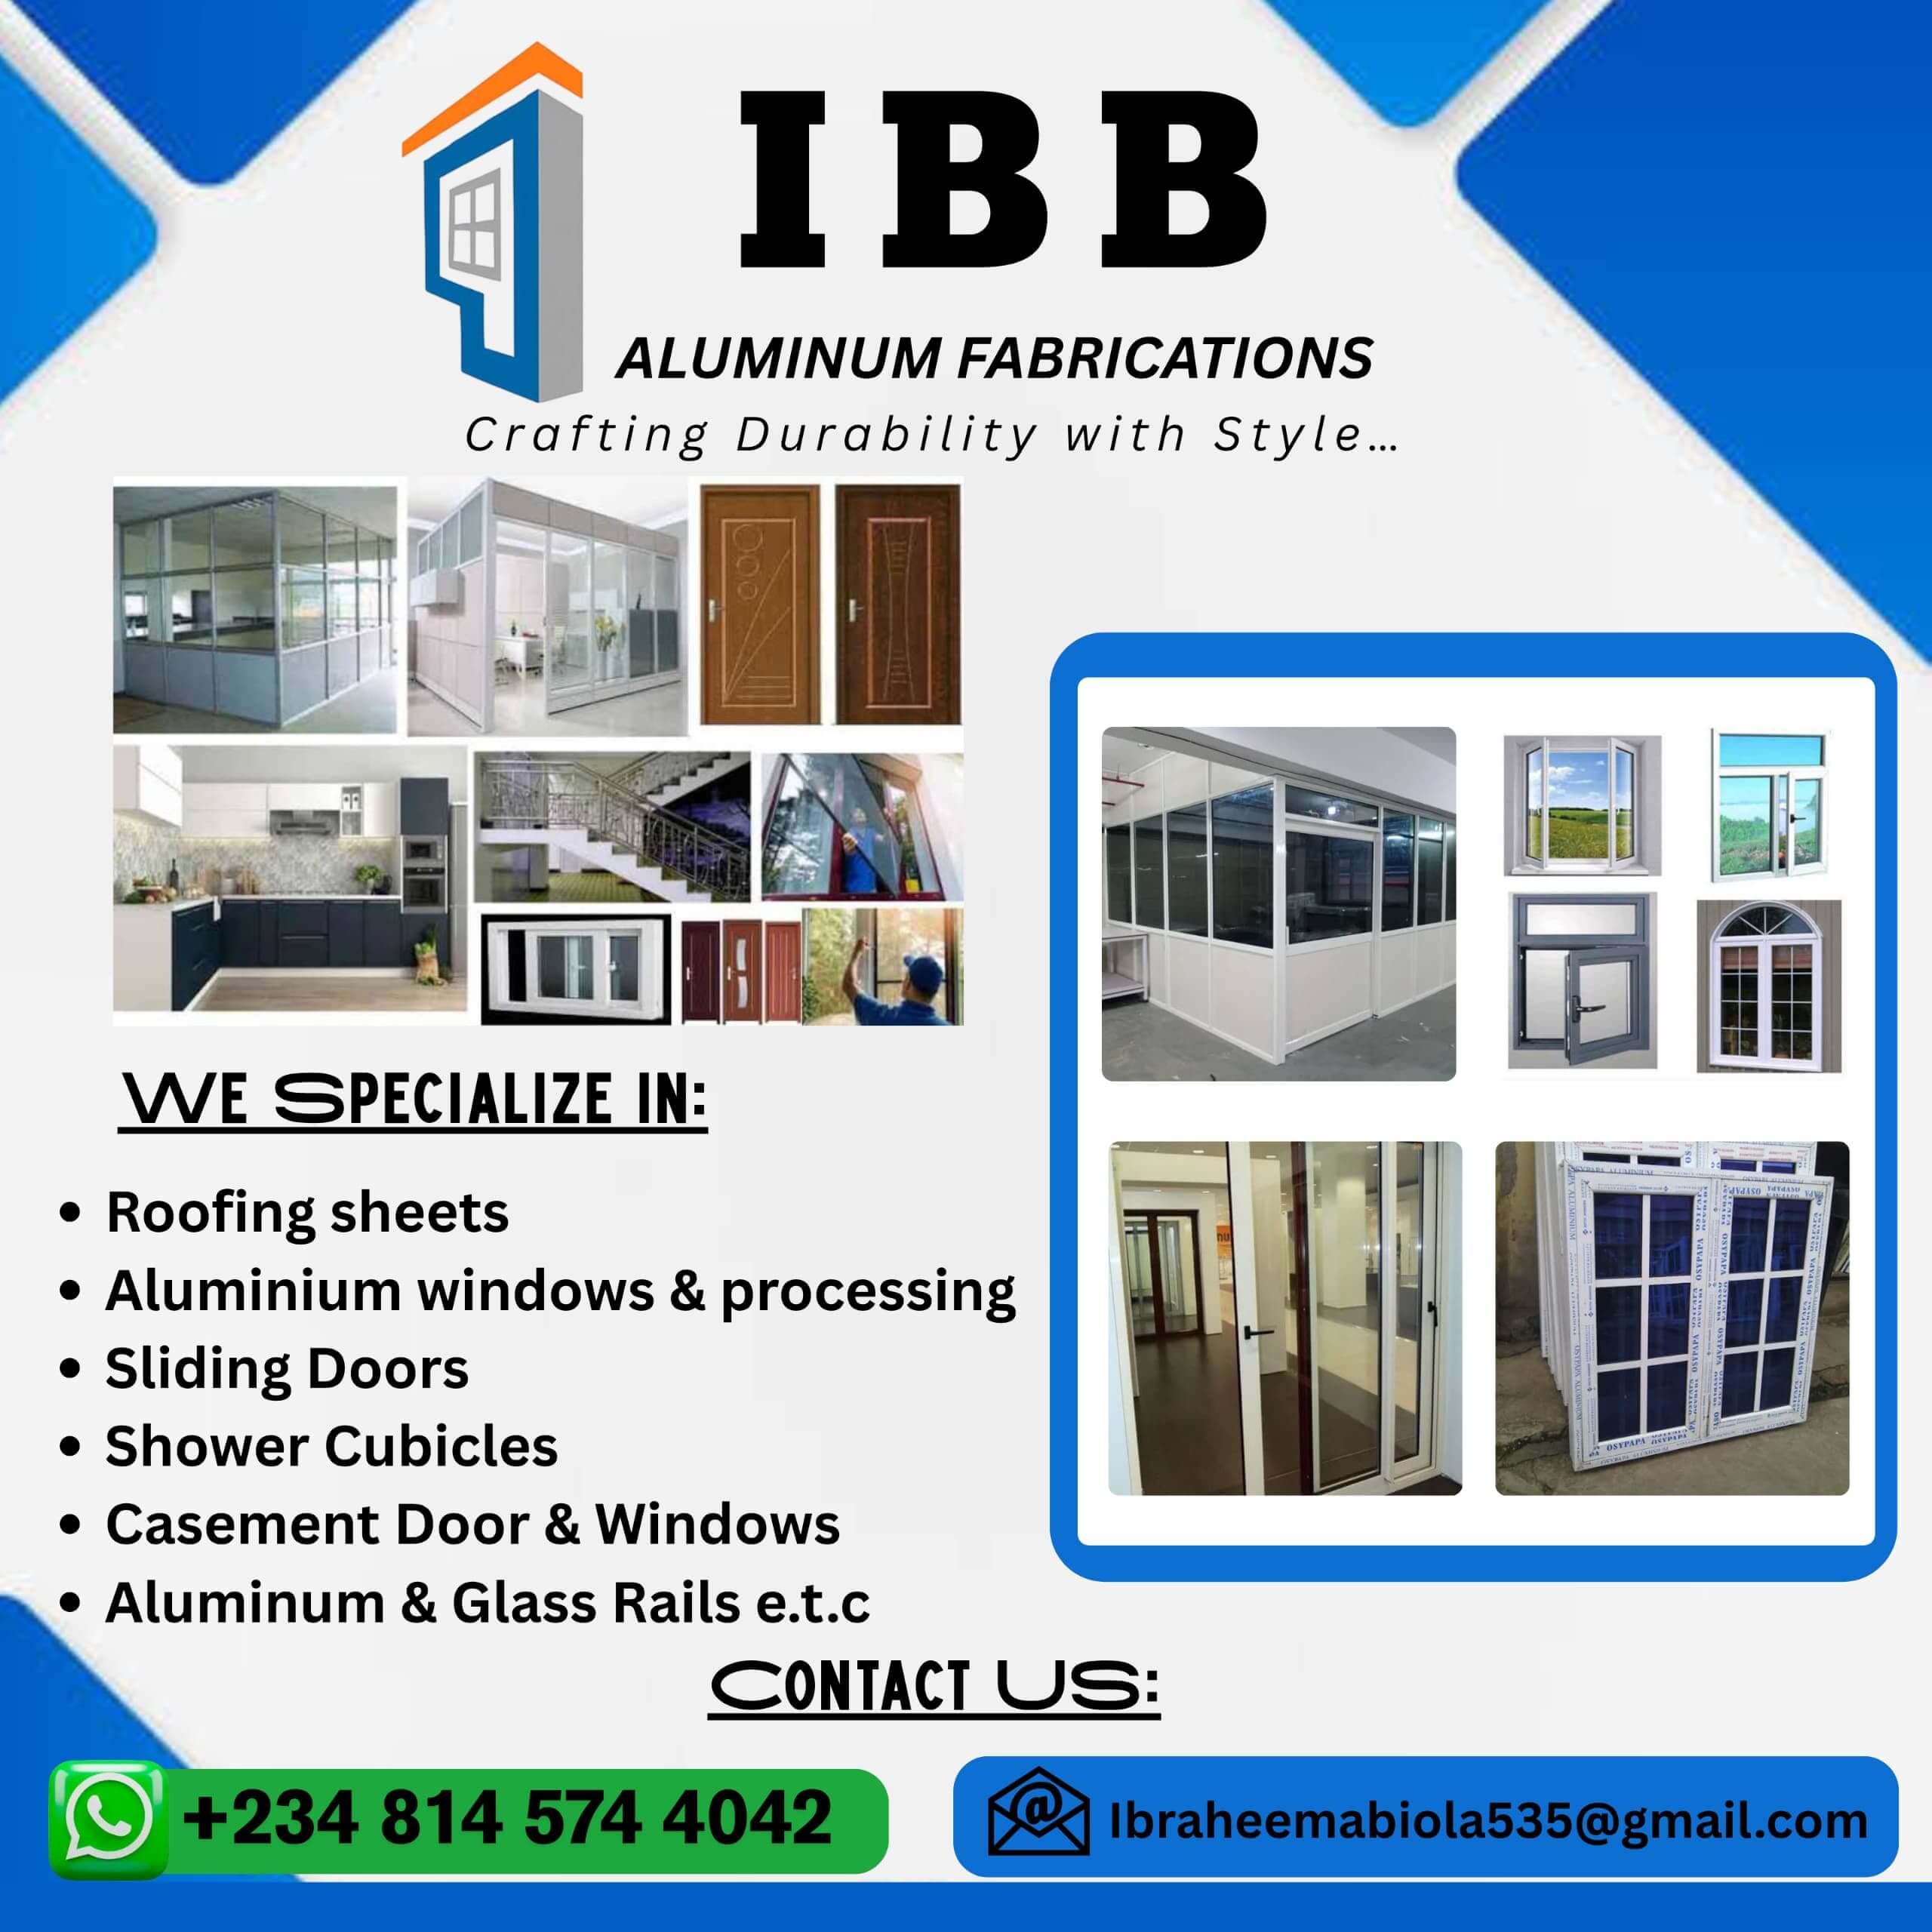 IBB
ALUMINUM FABRICATIONS
Crafting Durability with Style...
WE SPECIALIZE IN:
• Roofing sheets
• Aluminium windows & processing
• Sliding Doors
• Shower Cubicles
• Casement Door & Windows
• Aluminum & Glass Rails e.t.c
OSYPAPA
CONTACT US:
+234 814 574 4042
Ibraheemabiola535@gmail.com